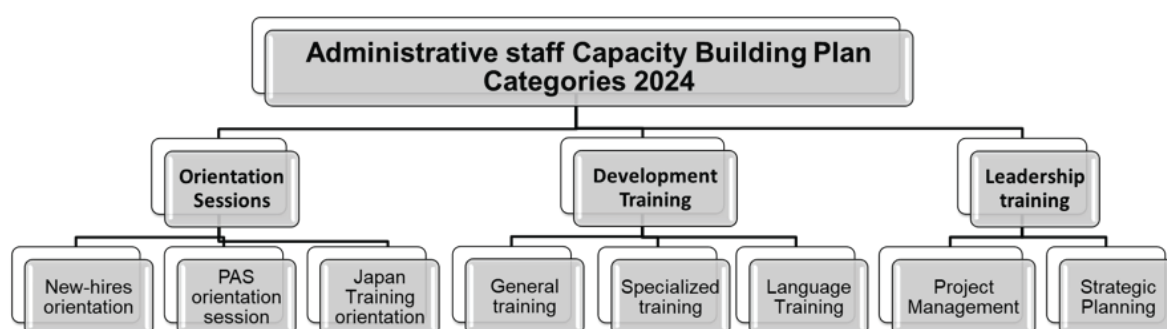 Administrative staff Capacity Building Plan
Categories 2024
Orientation
Sessions
Development
Training
Leadership
training
New-hires
orientation
PAS
orientation
session
Japan
Training
orientation
General
training
Specialized
training
Language
Training
Project
Management
Strategic
Planning